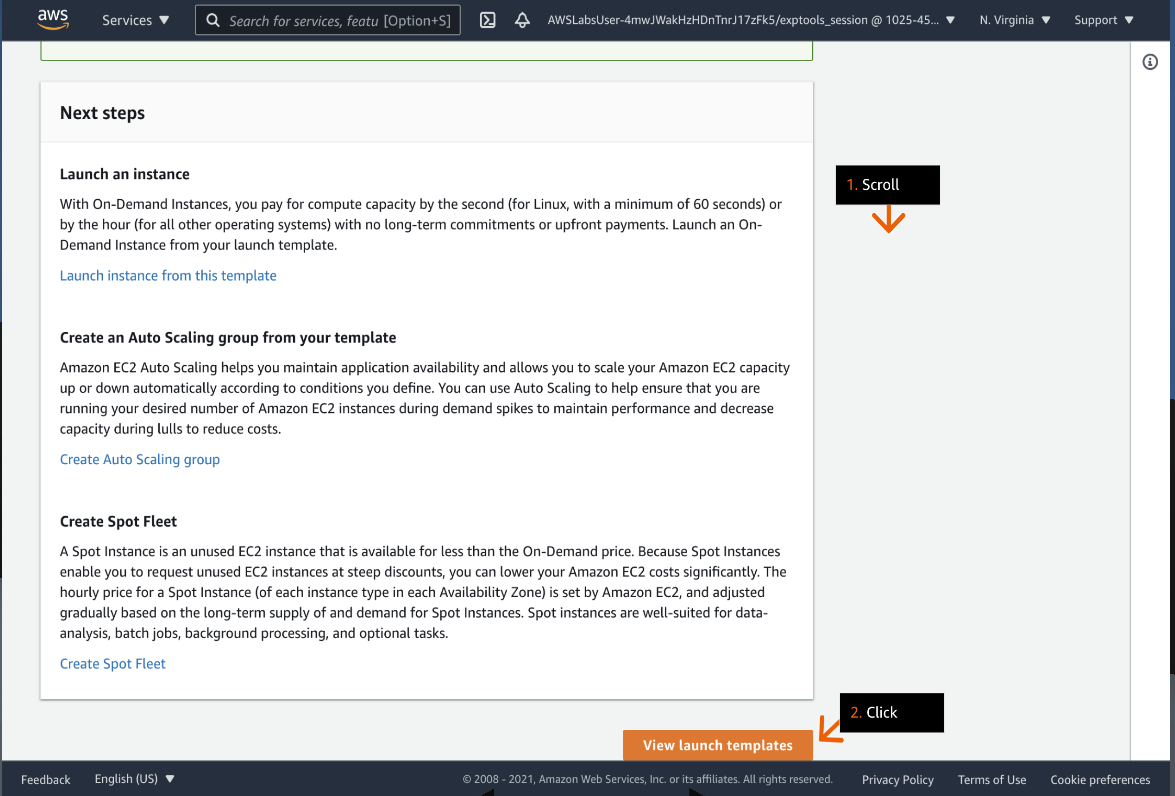 aws
Services ▼
Search for services, featu [Option+S]
AWSLabsUser-4mwJWakHzHDnTnrJ17zFk5/exptools_session @ 1025-45... ▼
N. Virginia ▼
Support ▼
Next steps
Launch an instance
With On-Demand Instances, you pay for compute capacity by the second (for Linux, with a minimum of 60 seconds) or
by the hour (for all other operating systems) with no long-term commitments or upfront payments. Launch an On-
Demand Instance from your launch template.
Launch instance from this template
1. Scroll
Create an Auto Scaling group from your template
Amazon EC2 Auto Scaling helps you maintain application availability and allows you to scale your Amazon EC2 capacity
up or down automatically according to conditions you define. You can use Auto Scaling to help ensure that you are
running your desired number of Amazon EC2 instances during demand spikes to maintain performance and decrease
capacity during lulls to reduce costs.
Create Auto Scaling group
Create Spot Fleet
A Spot Instance is an unused EC2 instance that is available for less than the On-Demand price. Because Spot Instances
enable you to request unused EC2 instances at steep discounts, you can lower your Amazon EC2 costs significantly. The
hourly price for a Spot Instance (of each instance type in each Availability Zone) is set by Amazon EC2, and adjusted
gradually based on the long-term supply of and demand for Spot Instances. Spot instances are well-suited for data-
analysis, batch jobs, background processing, and optional tasks.
Create Spot Fleet
2. Click
View launch templates
Feedback
English (US) ▼
© 2008 - 2021, Amazon Web Services, Inc. or its affiliates. All rights reserved.
Privacy Policy
Terms of Use
Cookie preferences